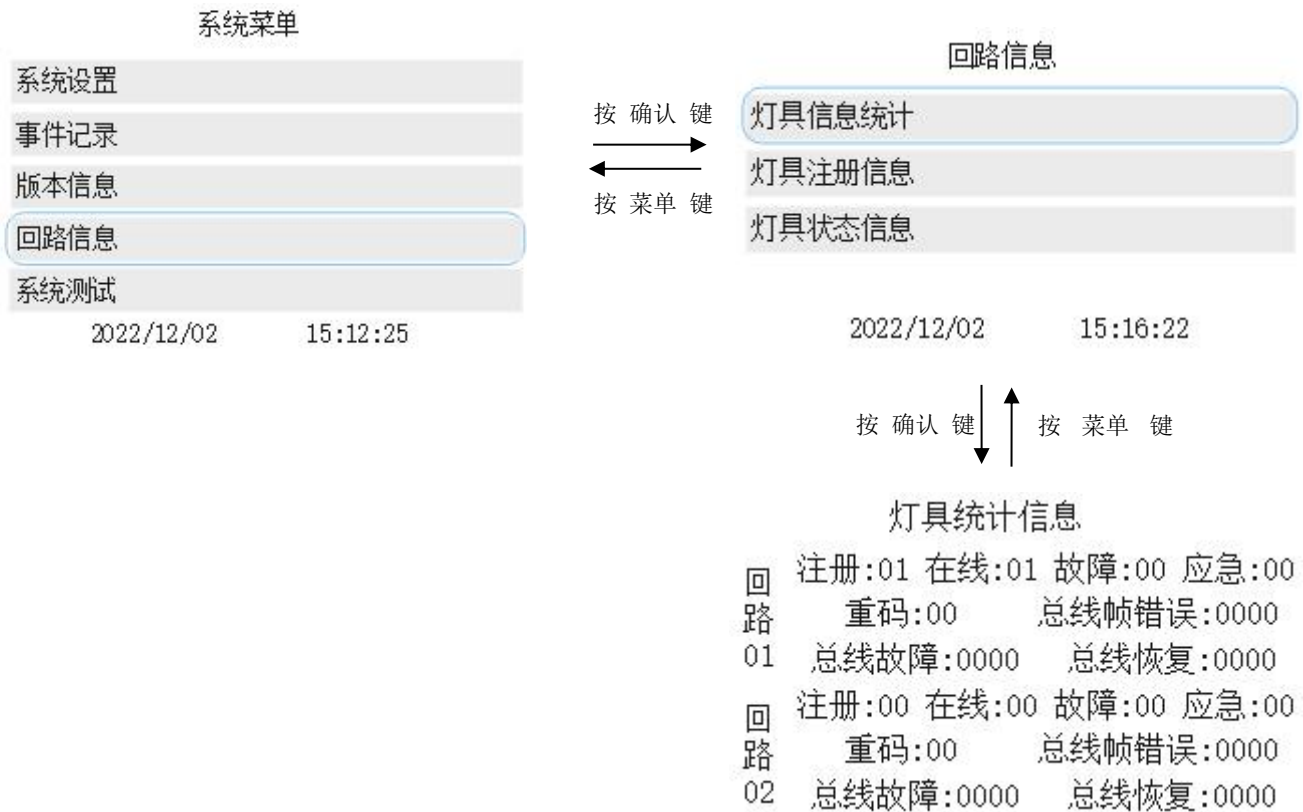 系统菜单
系统设置
事件记录
版本信息
回路信息
系统测试
2022/12/02 15:12:25
按 确认 键
按 菜单 键
回路信息
灯具信息统计
灯具注册信息
灯具状态信息
2022/12/02 15:16:22
按 确认 键
按 菜单 键
灯具统计信息
回路01
注册:01 在线:01 故障:00 应急:00
重码:00 总线帧错误:0000
总线故障:0000 总线恢复:0000
回路02
注册:00 在线:00 故障:00 应急:00
重码:00 总线帧错误:0000
总线故障:0000 总线恢复:0000